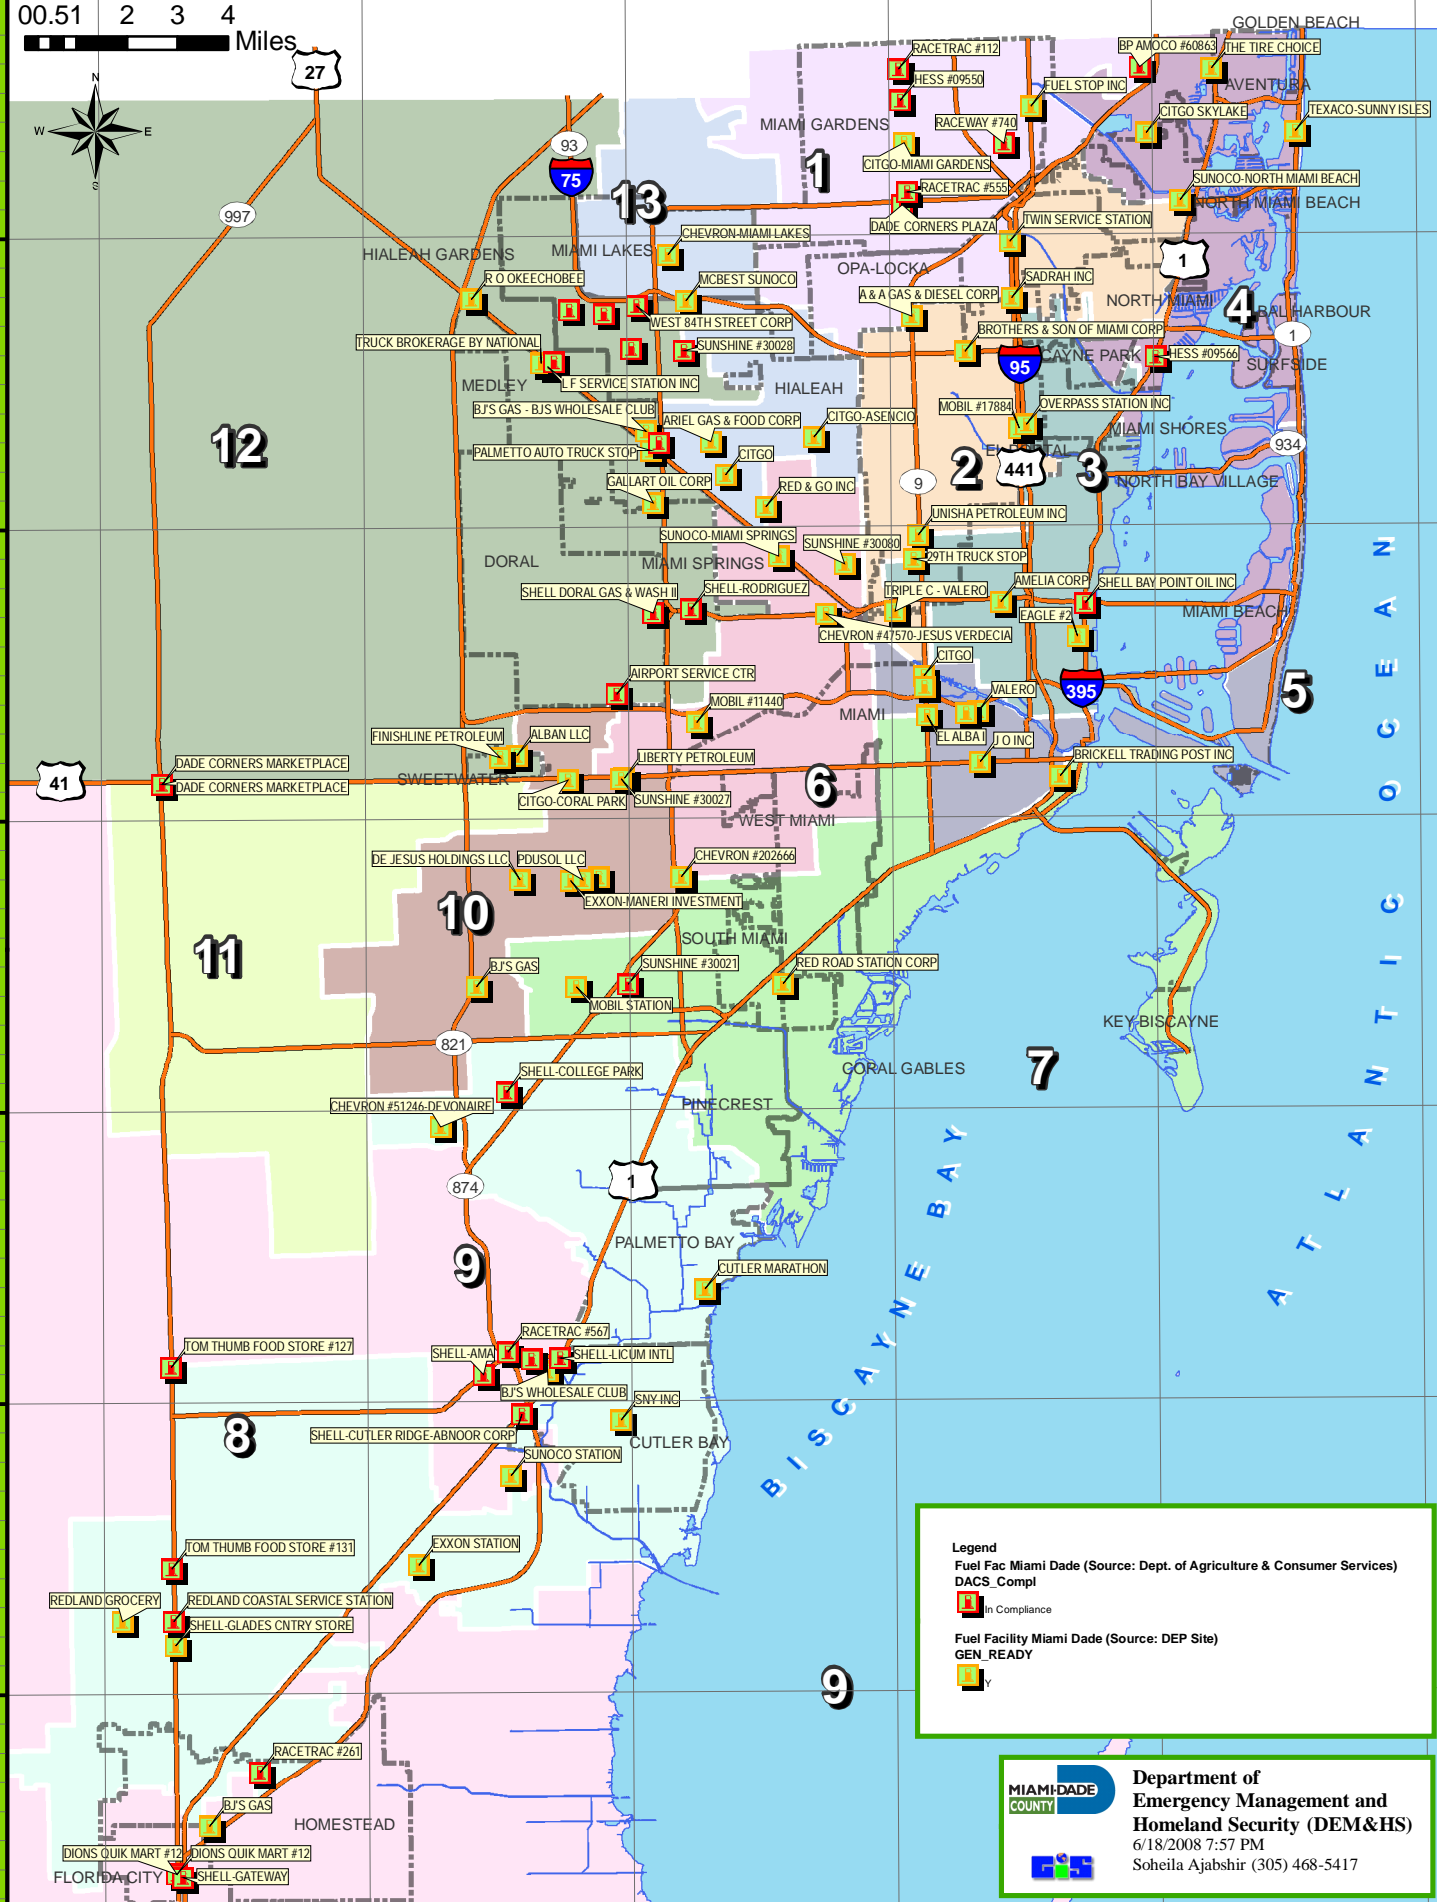 00.51 2 3 4
Miles
N
W E
S
27
GOLDEN BEACH
RACETRAC #112
BP AMOCO #60863
THE TIRE CHOICE
HESS #09550
FUEL STOP INC
AVENTURA
MIAMI GARDENS
RACEWAY #740
CITGO SKYLAKE
TEXACO-SUNNY ISLES
93
75
1
CITGO-MIAMI GARDENS
13
RACETRAC #555
SUNOCO-NORTH MIAMI BEACH
NORTH MIAMI BEACH
997
DADE CORNERS PLAZA
TWIN SERVICE STATION
CHEVRON-MIAMI LAKES
HIALEAH GARDENS
MIAMI LAKES
OPA-LOCKA
1
R O OKEECHOBEE
MCBEST SUNOCO
SADRAH INC
A & A GAS & DIESEL CORP
NORTH MIAMI
4
BAL HARBOUR
WEST 84TH STREET CORP
BROTHERS & SON OF MIAMI CORP
1
TRUCK BROKERAGE BY NATIONAL
SUNSHINE #30028
95
CAYNE PARK
HESS #09566
SURFSIDE
MEDLEY
L F SERVICE STATION INC
HIALEAH
BJ'S GAS - BJS WHOLESALE CLUB
ARIEL GAS & FOOD CORP
CITGO-ASENCIO
MOBIL #17884
OVERPASS STATION INC
MIAMI SHORES
12
PALMETTO AUTO TRUCK STOP
CITGO
EL PORTAL
934
2
441
3
GALLART OIL CORP
RED & GO INC
9
NORTH BAY VILLAGE
UNISHA PETROLEUM INC
SUNOCO-MIAMI SPRINGS
SUNSHINE #30080
DORAL
MIAMI SPRINGS
29TH TRUCK STOP
SHELL DORAL GAS & WASH II
SHELL-RODRIGUEZ
TRIPLE C - VALERO
AMELIA CORP
SHELL BAY POINT OIL INC
EAGLE #2
MIAMI BEACH
CHEVRON #47570-JESUS VERDECIA
CITGO
AIRPORT SERVICE CTR
VALERO
395
5
MOBIL #11440
MIAMI
FINISHLINE PETROLEUM
ALBAN LLC
EL ALBA I
J O INC
DADE CORNERS MARKETPLACE
LIBERTY PETROLEUM
BRICKELL TRADING POST INC
41
DADE CORNERS MARKETPLACE
SWEETWATER
CITGO-CORAL PARK
SUNSHINE #30027
6
WEST MIAMI
DE JESUS HOLDINGS LLC
PDUSOL LLC
CHEVRON #202666
EXXON-MANERI INVESTMENT
10
11
SOUTH MIAMI
BJ'S GAS
SUNSHINE #30021
RED ROAD STATION CORP
MOBIL STATION
KEY BISCAYNE
821
SHELL-COLLEGE PARK
CORAL GABLES
7
CHEVRON #51246-DEVONAIRE
PINECREST
874
1
PALMETTO BAY
9
CUTLER MARATHON
BISCAYNE BAY
ATLANTIC OCEAN
RACETRAC #567
TOM THUMB FOOD STORE #127
SHELL-AMA
SHELL-LICUM INTL
BJ'S WHOLESALE CLUB
SNY INC
8
SHELL-CUTLER RIDGE-ABNOOR CORP
CUTLER BAY
SUNOCO STATION
EXXON STATION
TOM THUMB FOOD STORE #131
REDLAND GROCERY
REDLAND COASTAL SERVICE STATION
SHELL-GLADES CNTRY STORE
9
RACETRAC #261
BJ'S GAS
HOMESTEAD
DIONS QUIK MART #12
DIONS QUIK MART #12
FLORIDA CITY
SHELL-GATEWAY
Legend
Fuel Fac Miami Dade (Source: Dept. of Agriculture & Consumer Services)
DACS_Compl
In Compliance
Fuel Facility Miami Dade (Source: DEP Site)
GEN_READY
Y
MIAMI-DADE
COUNTY
GIS
Department of
Emergency Management and
Homeland Security (DEM&HS)
6/18/2008 7:57 PM
Soheila Ajabshir (305) 468-5417